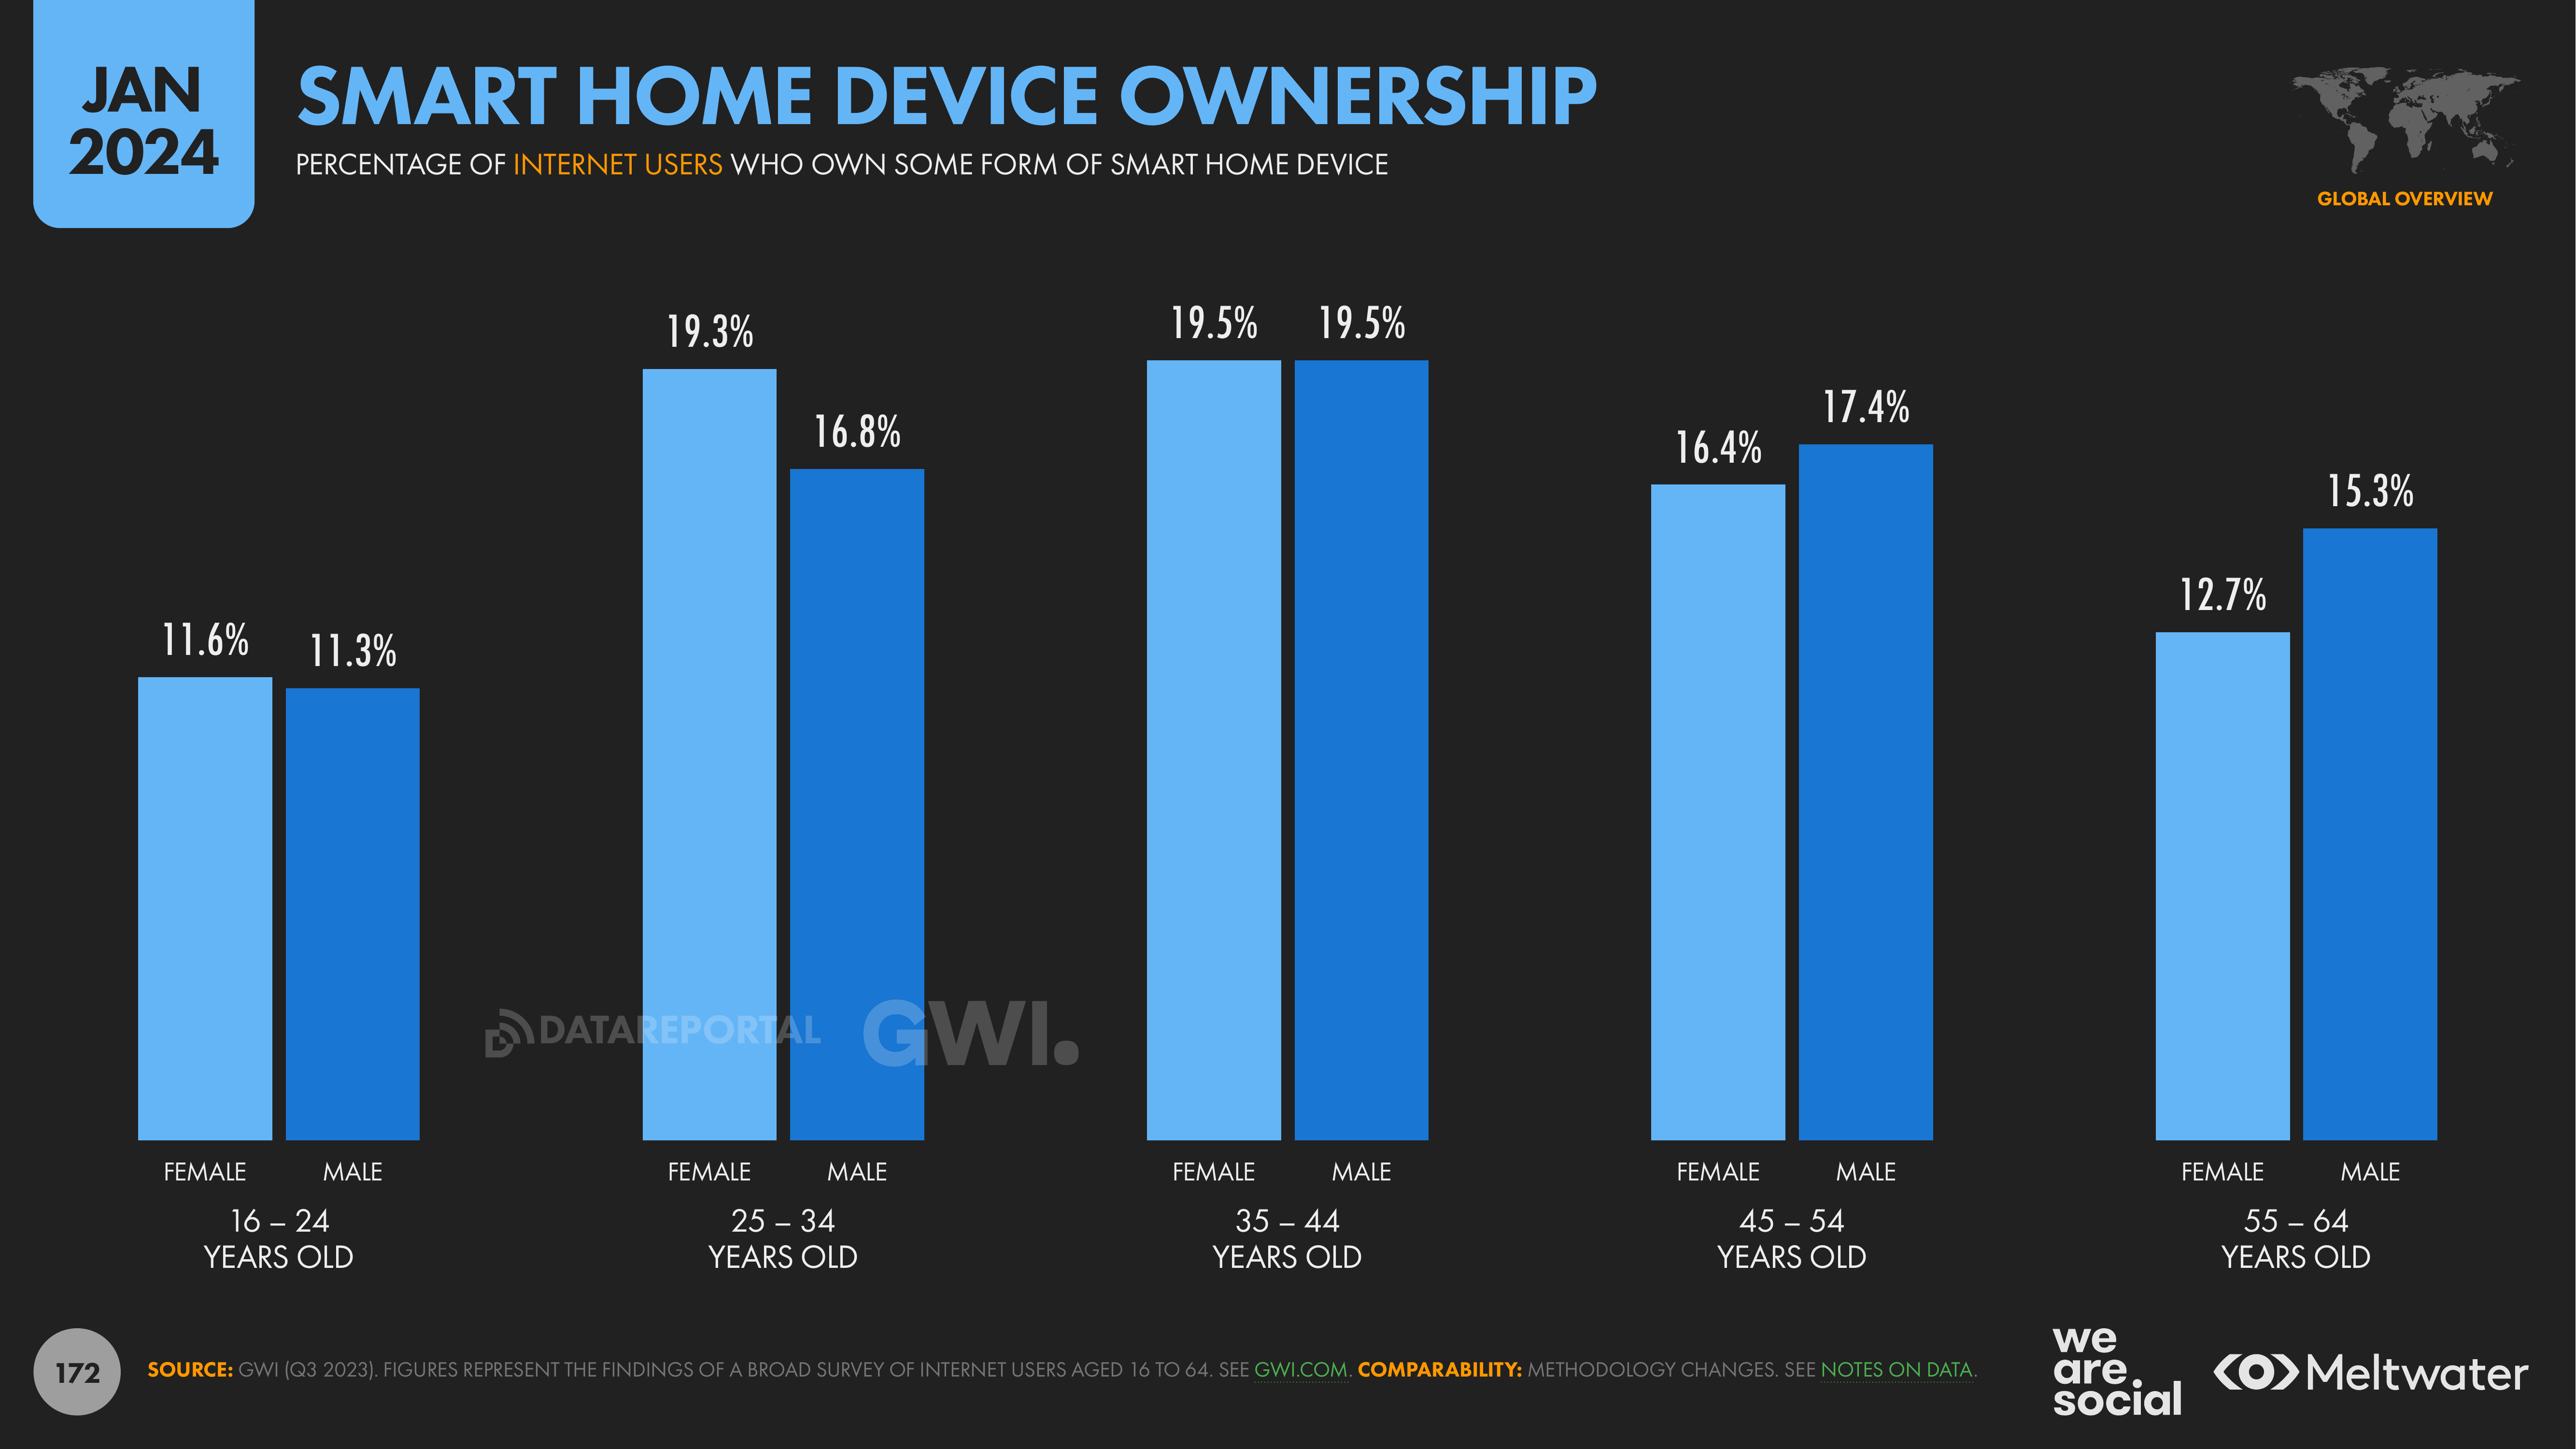 JAN
2024
SMART HOME DEVICE OWNERSHIP
PERCENTAGE OF INTERNET USERS WHO OWN SOME FORM OF SMART HOME DEVICE
GLOBAL OVERVIEW
11.6%
11.3%
19.3%
16.8%
19.5%
19.5%
16.4%
17.4%
12.7%
15.3%
DATAREPORTAL
GWI.
FEMALE MALE FEMALE MALE FEMALE MALE FEMALE MALE FEMALE MALE
16 – 24
YEARS OLD
25 – 34
YEARS OLD
35 – 44
YEARS OLD
45 – 54
YEARS OLD
55 – 64
YEARS OLD
172
SOURCE: GWI (Q3 2023). FIGURES REPRESENT THE FINDINGS OF A BROAD SURVEY OF INTERNET USERS AGED 16 TO 64. SEE GWI.COM. COMPARABILITY: METHODOLOGY CHANGES. SEE NOTES ON DATA.
we
are
social
Meltwater